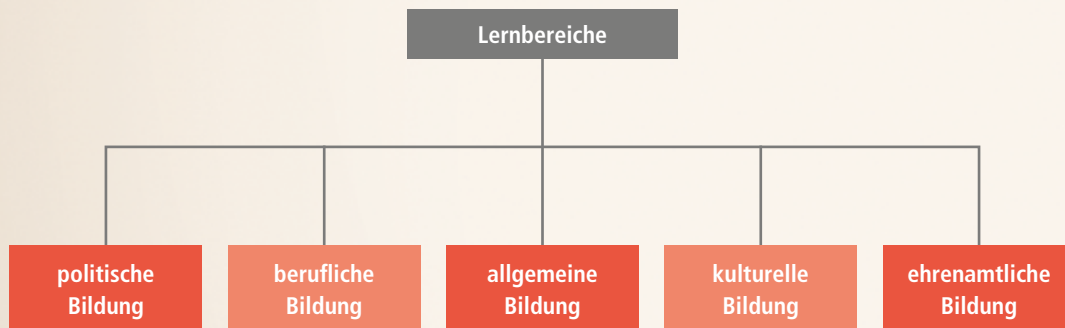 Lernbereiche
politische
Bildung
berufliche
Bildung
allgemeine
Bildung
kulturelle
Bildung
ehrenamtliche
Bildung